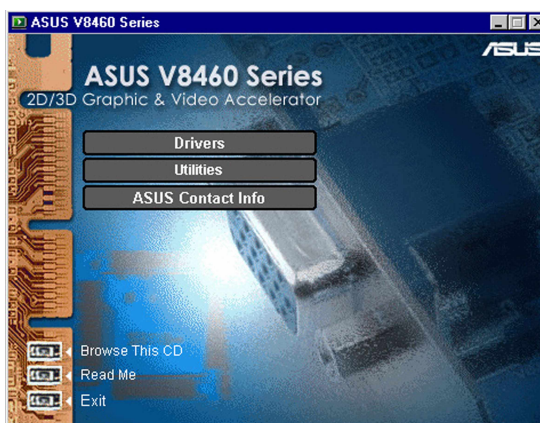 ASUS V8460 Series
ASUS
ASUS V8460 Series
2D/3D Graphic & Video Accelerator
Drivers
Utilities
ASUS Contact Info
Browse This CD
Read Me
Exit